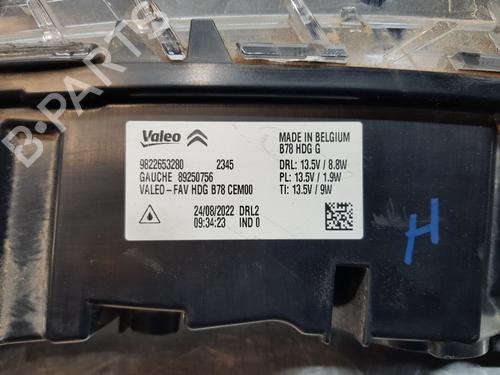 B-PARTS
Valeo
MADE IN BELGIUM
B78 HDG G
9822653280 2345
GAUCHE 89250756
VALEO-FAV HDG B78 CEM00
DRL: 13.5V / 8.8W
PL: 13.5V / 1.9W
TI: 13.5V / 9W
24/08/2022 DRL2
09:34:23 IND 0
H